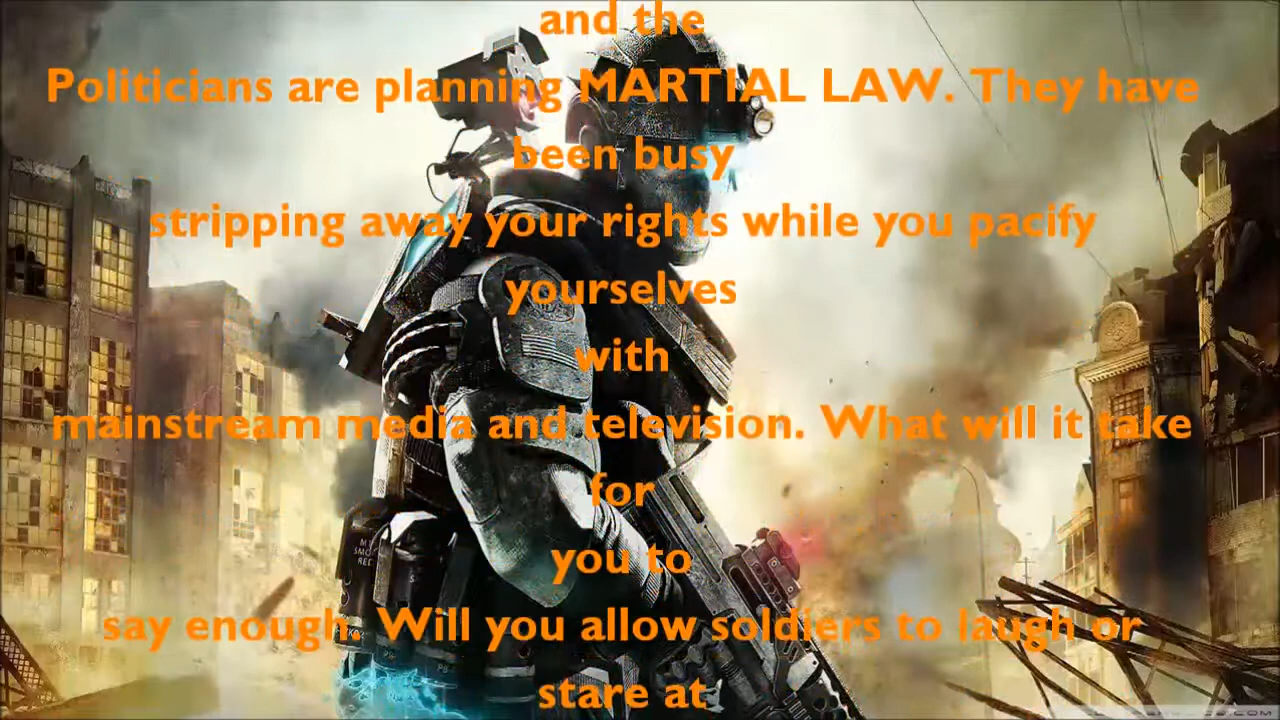 and the
Politicians are planning MARTIAL LAW. They have
been busy
stripping away your rights while you pacify
yourselves
with
mainstream media and television. What will it take
for
you to
say enough. Will you allow soldiers to laugh or
stare at